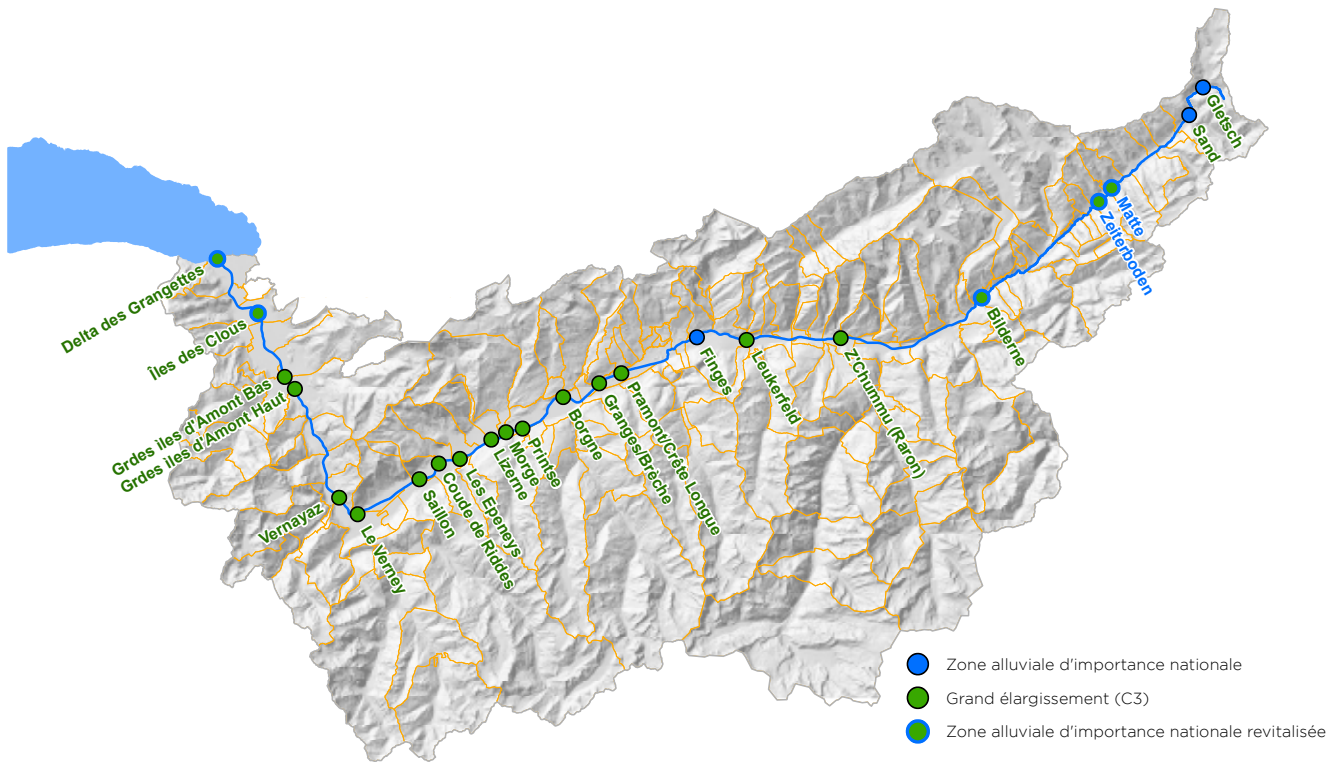 Gletsch
Sand
Matte
Zeiterboden
Delta des Grangettes
Bilderne
Îles des Clous
Finges
Leukerfeld
Z'Chummu (Raron)
Grdes îles d'Amont Bas
Grdes îles d'Amont Haut
Pramont/Crête Longue
Granges/Brèche
Borgne
Printse
Morge
Lizerne
Les Epeneys
Coude de Riddes
Saillon
Vernayaz
Le Verney
Zone alluviale d'importance nationale
Grand élargissement (C3)
Zone alluviale d'importance nationale revitalisée